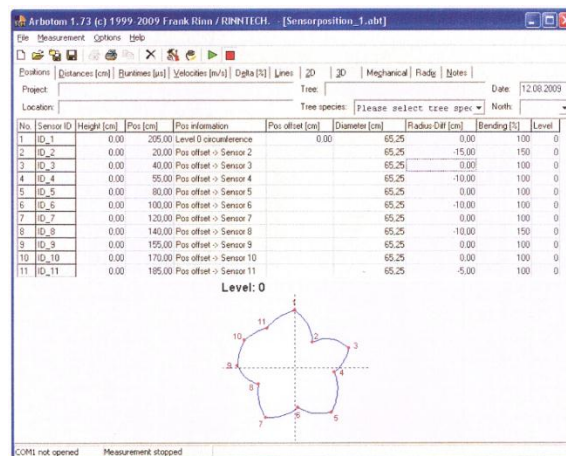 Arbotom 1.73 (c) 1999-2009 Frank Rinn / RINNTECH. - [Sensorposition_1.abt]
File Measurement Options Help
Positions Distances [cm] Runtimes [µs] Velocities [m/s] Delta [%] Lines 2D 3D Mechanical Radii Notes
Project: Tree: Date: 12.08.2009
Location: Tree species: Please select tree spec North:
No. Sensor ID Height [cm] Pos [cm] Pos information Pos offset [cm] Diameter [cm] Radius-Diff [cm] Bending [%] Level
1 ID_1 0,00 205,00 Level 0 circumference 0,00 65,25 0,00 100 0
2 ID_2 0,00 20,00 Pos offset -> Sensor 2 65,25 -15,00 150 0
3 ID_3 0,00 40,00 Pos offset -> Sensor 3 65,25 0,00 100 0
4 ID_4 0,00 55,00 Pos offset -> Sensor 4 65,25 -10,00 100 0
5 ID_5 0,00 80,00 Pos offset -> Sensor 5 65,25 0,00 100 0
6 ID_6 0,00 100,00 Pos offset -> Sensor 6 65,25 -10,00 100 0
7 ID_7 0,00 120,00 Pos offset -> Sensor 7 65,25 0,00 100 0
8 ID_8 0,00 140,00 Pos offset -> Sensor 8 65,25 -10,00 150 0
9 ID_9 0,00 155,00 Pos offset -> Sensor 9 65,25 0,00 100 0
10 ID_10 0,00 170,00 Pos offset -> Sensor 10 65,25 0,00 100 0
11 ID_11 0,00 185,00 Pos offset -> Sensor 11 65,25 -5,00 100 0
Level: 0
1
11
10
2
3
9
4
8
6
5
7
COM1 not opened Measurement stopped